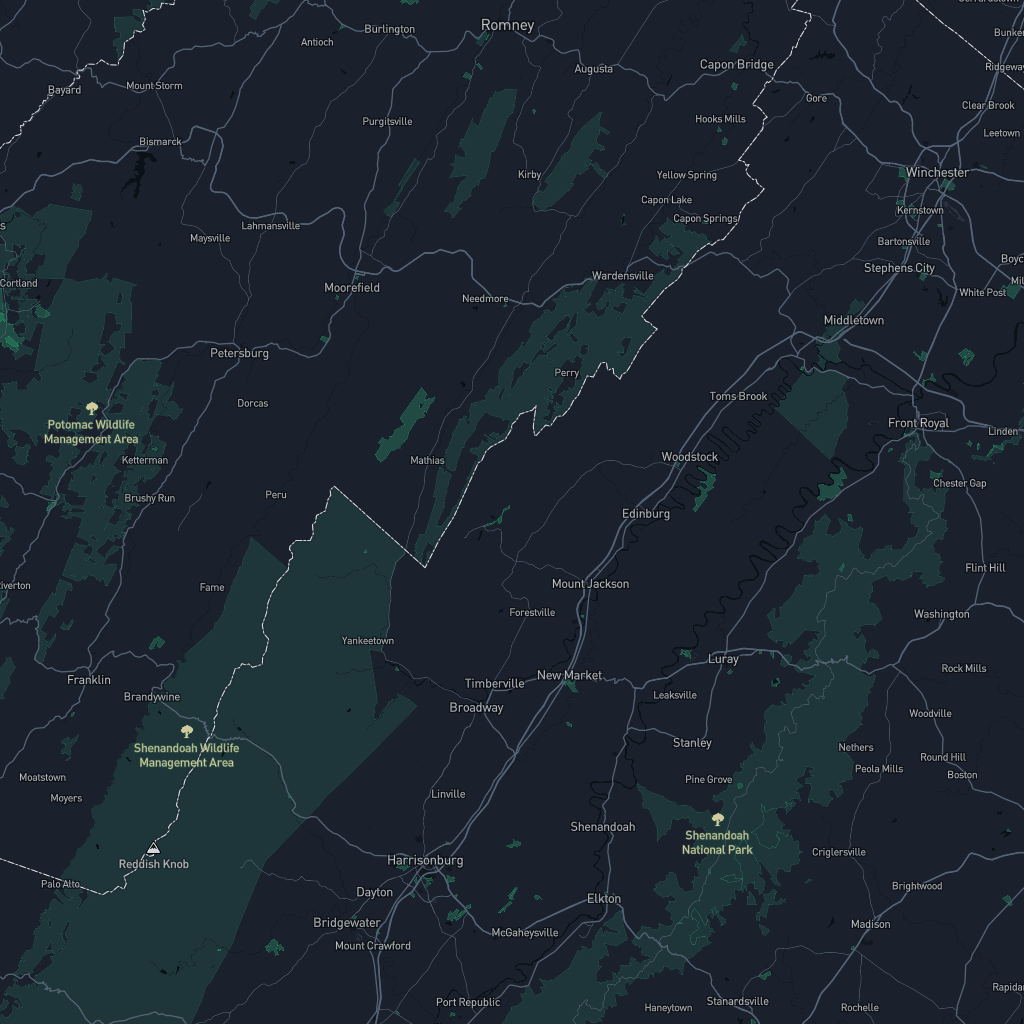 Romney
Burlington
Antioch
Bunker
Augusta
Capon Bridge
Ridgeway
Bayard
Mount Storm
Gore
Clear Brook
Purgitsville
Hooks Mills
Leetown
Bismarck
Kirby
Yellow Spring
Winchester
Capon Lake
Kernstown
Capon Springs
Lahmansville
Maysville
Bartonsville
Boyc
Stephens City
Cortland
Moorefield
Needmore
Wardensville
Mil
White Post
Middletown
Petersburg
Perry
Toms Brook
Dorcas
Potomac Wildlife
Management Area
Front Royal
Linden
Ketterman
Mathias
Woodstock
Chester Gap
Brushy Run
Peru
Edinburg
Flint Hill
Riverton
Fame
Mount Jackson
Forestville
Washington
Yankeetown
Luray
Rock Mills
Franklin
Timberville
New Market
Brandywine
Leaksville
Broadway
Woodville
Shenandoah Wildlife
Management Area
Stanley
Nethers
Round Hill
Moatstown
Pine Grove
Peola Mills
Boston
Moyers
Linville
Shenandoah
Shenandoah
National Park
Reddish Knob
Harrisonburg
Criglersville
Palo Alto
Dayton
Brightwood
Elkton
Bridgewater
McGaheysville
Madison
Mount Crawford
Port Republic
Haneytown
Stanardsville
Rochelle
Rapidan